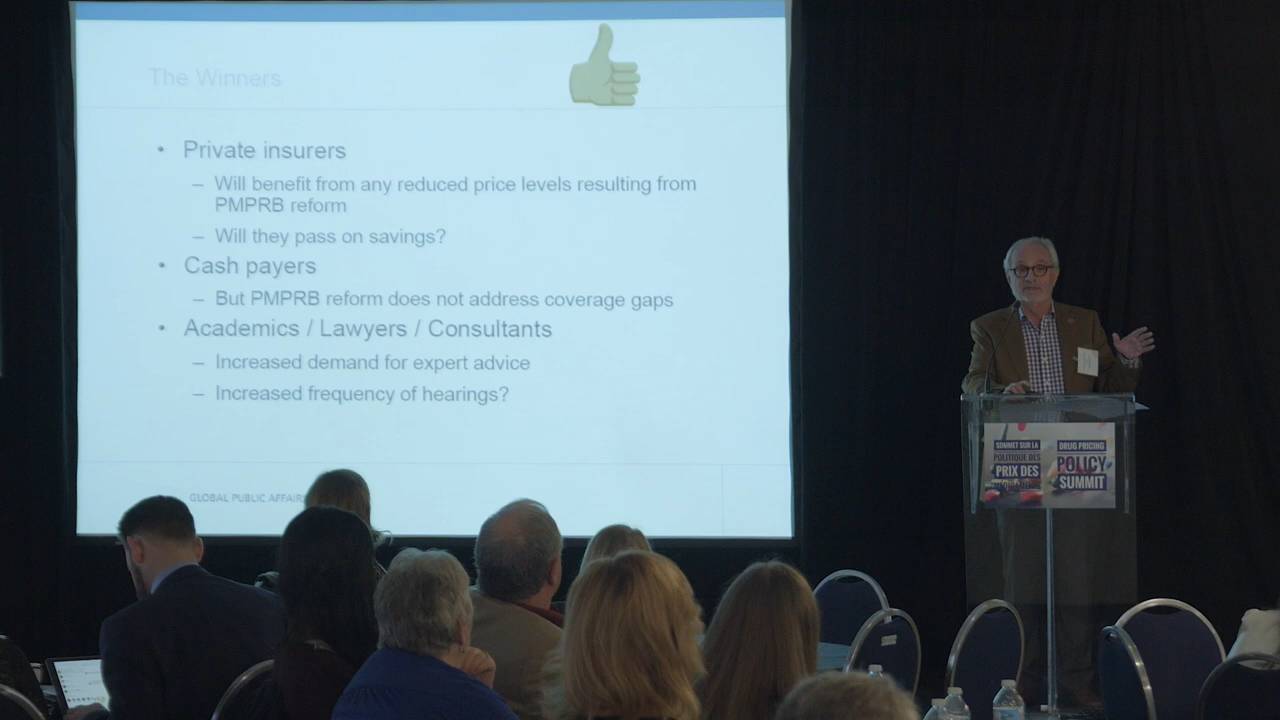 The Winners
• Private insurers
– Will benefit from any reduced price levels resulting from
PMPRB reform
– Will they pass on savings?
• Cash payers
– But PMPRB reform does not address coverage gaps
• Academics / Lawyers / Consultants
– Increased demand for expert advice
– Increased frequency of hearings?
GLOBAL PUBLIC AFFAIRS
SOMMET SUR LA
POLITIQUE DES
PRIX DES
DRUG PRICING
POLICY
SUMMIT